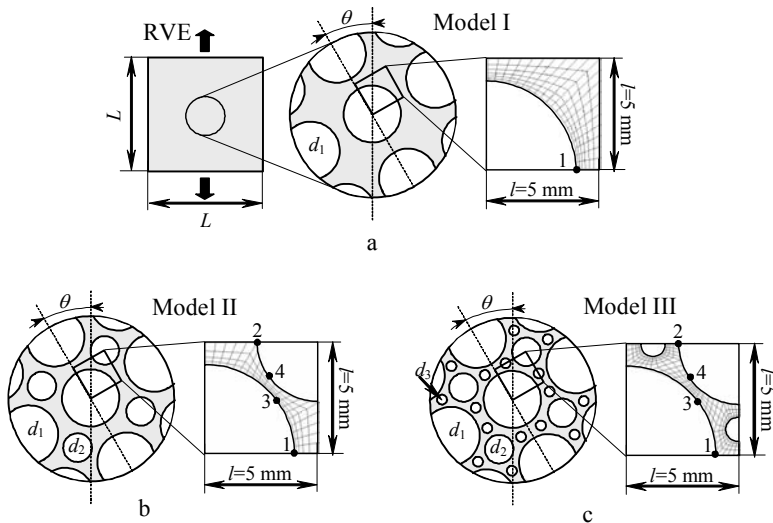 RVE
θ
Model I
L
d1
1
l=5 mm
l=5 mm
L
a
θ
Model II
2
4
3
d1
d2
1
l=5 mm
l=5 mm
b
θ
Model III
2
d3
4
3
d1
d2
1
l=5 mm
l=5 mm
c